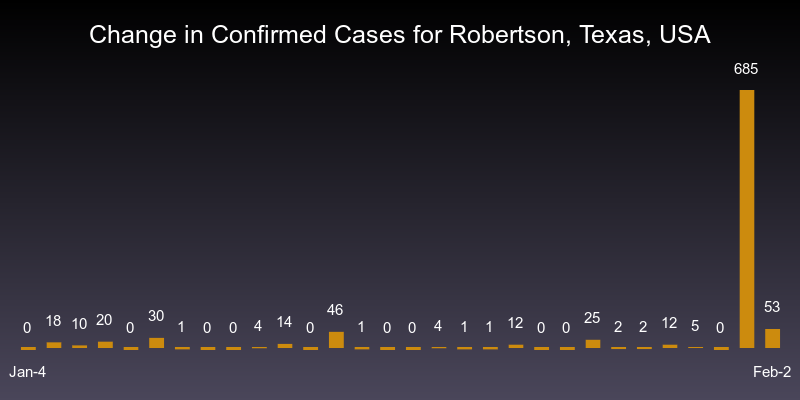 Change in Confirmed Cases for Robertson, Texas, USA
685
0 18 10 20 0 30 1 0 0 4 14 0 46 1 0 0 4 1 1 12 0 0 25 2 2 12 5 0 53
Jan-4 Feb-2